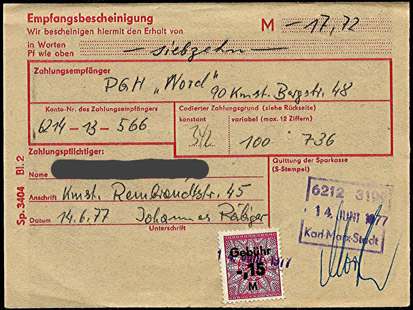 Empfangsbescheinigung
Wir bescheinigen hiermit den Erhalt von
M —17,72
in Worten
Pf wie oben
— siebzehn —
Zahlungsempfänger
PGH "Nord" 90 Kmst. Bergstr. 48
Konto-Nr. des Zahlungsempfängers
6214-13-566
Codierter Zahlungsgrund (siehe Rückseite)
konstant
variabel (max. 12 Ziffern)
100 736
Zahlungspflichtiger:
Name
Anschrift Kmst. Rembrandtstr. 45
Datum 14.6.77 Johannes
Unterschrift
Quittung der Sparkasse
(S-Stempel)
6212
14. JUNI 1977
Karl-Marx-Stadt
Gebühr
-,15
M
1977
Sp. 3404 Bl. 2